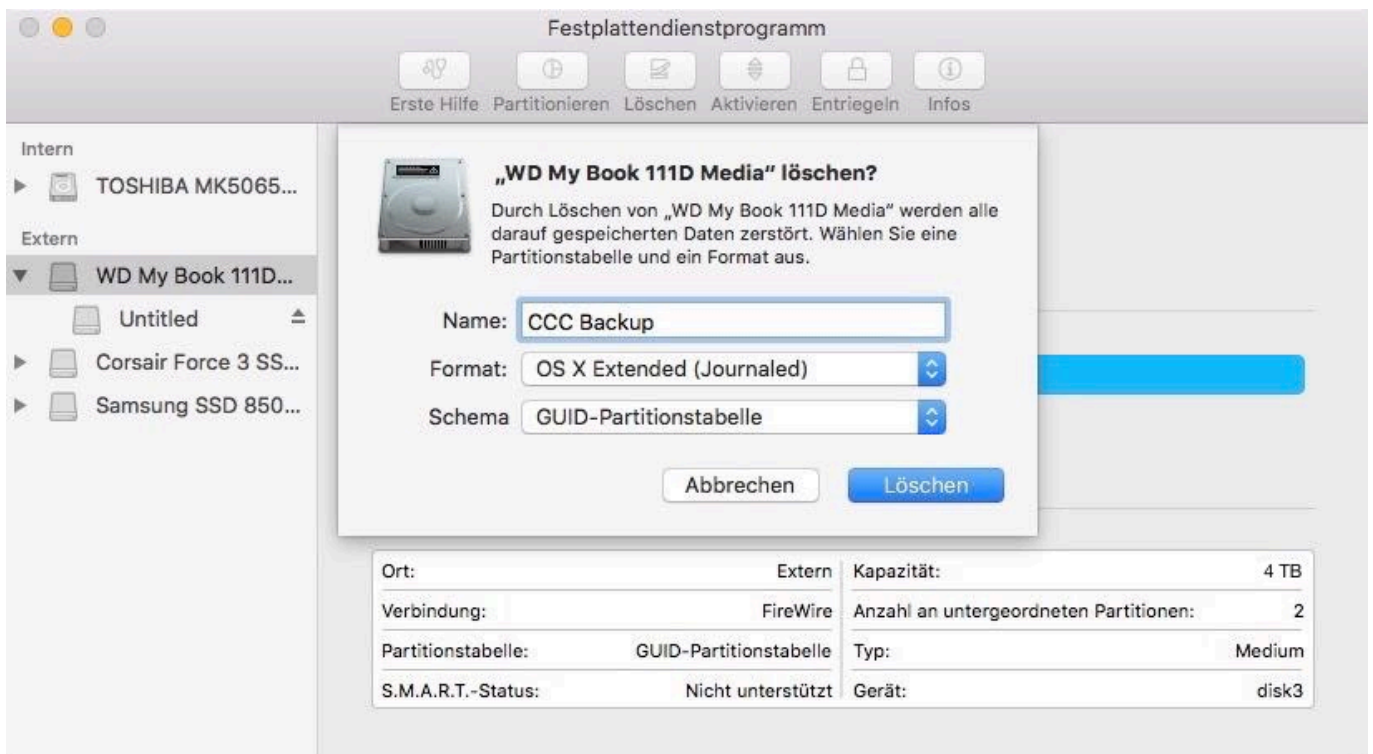 Festplattendienstprogramm
Erste Hilfe Partitionieren Löschen Aktivieren Entriegeln Infos
Intern
TOSHIBA MK5065...
Extern
WD My Book 111D...
Untitled
Corsair Force 3 SS...
Samsung SSD 850...
„WD My Book 111D Media“ löschen?
Durch Löschen von „WD My Book 111D Media“ werden alle
darauf gespeicherten Daten zerstört. Wählen Sie eine
Partitionstabelle und ein Format aus.
Name: CCC Backup
Format: OS X Extended (Journaled)
Schema GUID-Partitionstabelle
Abbrechen Löschen
Ort: Extern Kapazität: 4 TB
Verbindung: FireWire Anzahl an untergeordneten Partitionen: 2
Partitionstabelle: GUID-Partitionstabelle Typ: Medium
S.M.A.R.T.-Status: Nicht unterstützt Gerät: disk3